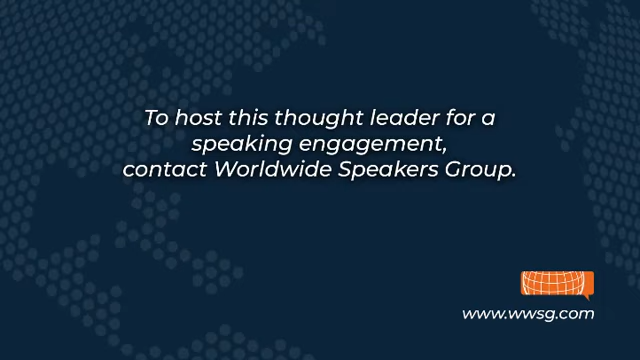 To host this thought leader for a
speaking engagement,
contact Worldwide Speakers Group.
www.wwsg.com